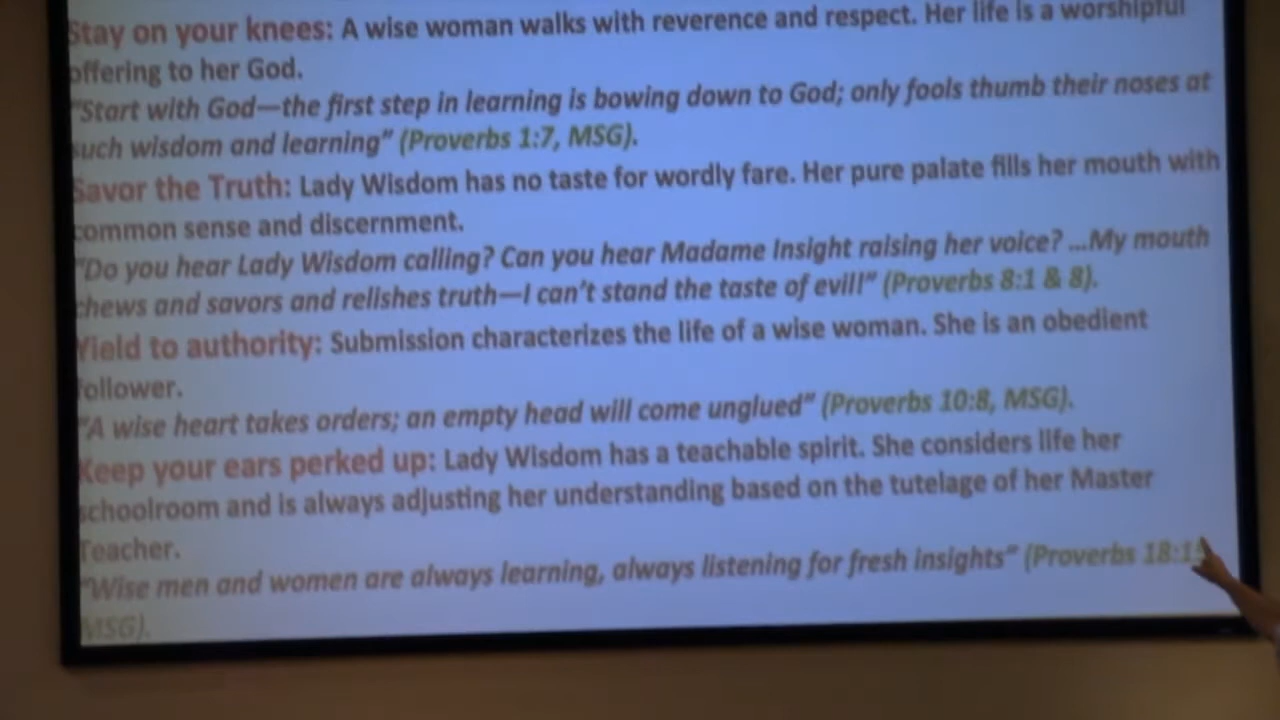 Stay on your knees: A wise woman walks with reverence and respect. Her life is a worshipful
offering to her God.
"Start with God—the first step in learning is bowing down to God; only fools thumb their noses at
such wisdom and learning" (Proverbs 1:7, MSG).
Savor the Truth: Lady Wisdom has no taste for wordly fare. Her pure palate fills her mouth with
common sense and discernment.
"Do you hear Lady Wisdom calling? Can you hear Madame Insight raising her voice? ...My mouth
chews and savors and relishes truth—I can't stand the taste of evil!" (Proverbs 8:1 & 8).
Yield to authority: Submission characterizes the life of a wise woman. She is an obedient
follower.
"A wise heart takes orders; an empty head will come unglued" (Proverbs 10:8, MSG).
Keep your ears perked up: Lady Wisdom has a teachable spirit. She considers life her
schoolroom and is always adjusting her understanding based on the tutelage of her Master
Teacher.
"Wise men and women are always learning, always listening for fresh insights" (Proverbs 18:15
MSG).